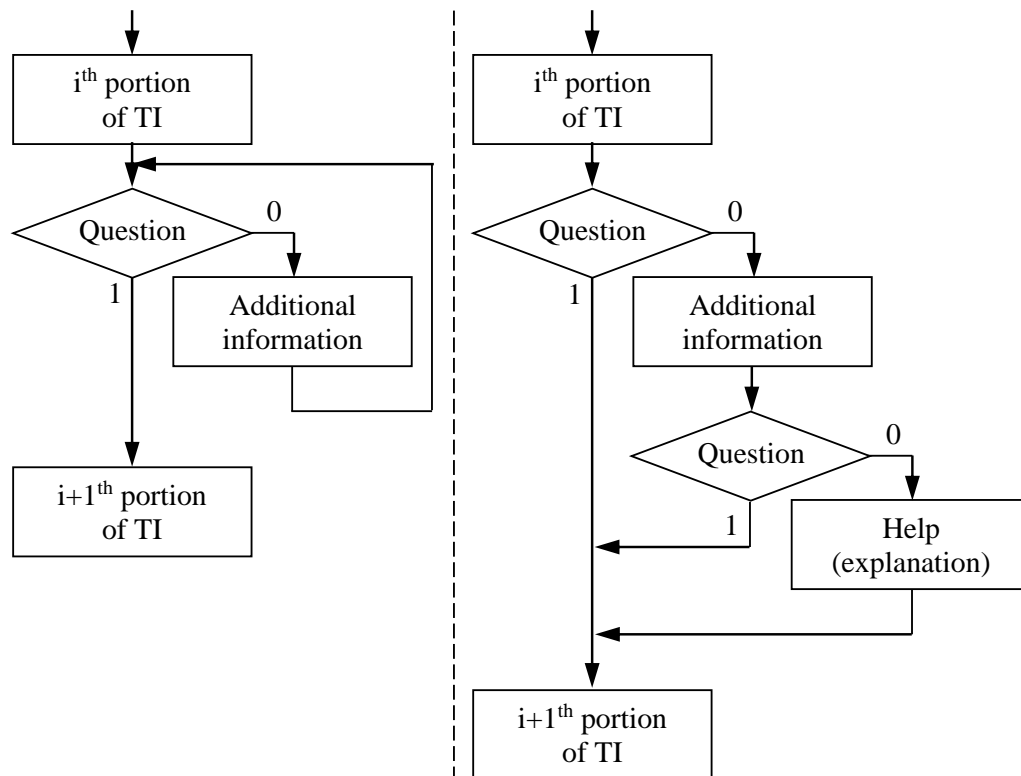 i^th portion
of TI
Question
0
1
Additional
information
i+1^th portion
of TI
i^th portion
of TI
Question
0
1
Additional
information
Question
0
1
Help
(explanation)
i+1^th portion
of TI